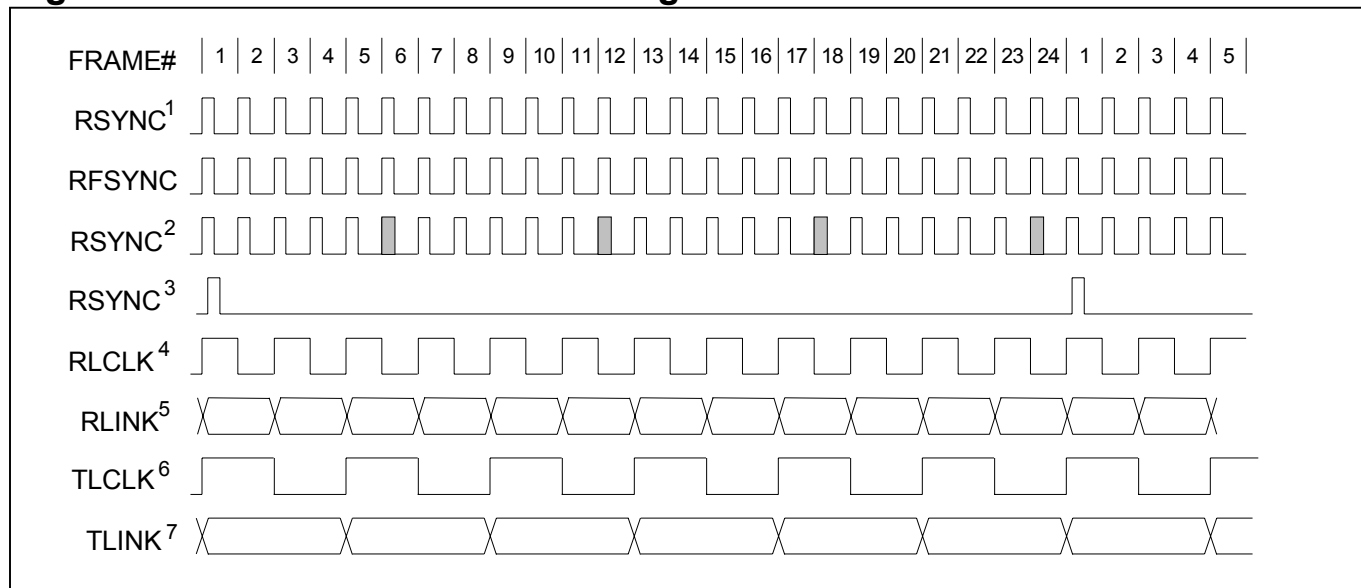 FRAME# 1 2 3 4 5 6 7 8 9 10 11 12 13 14 15 16 17 18 19 20 21 22 23 24 1 2 3 4 5
RSYNC¹
RFSYNC
RSYNC²
RSYNC³
RLCLK⁴
RLINK⁵
TLCLK⁶
TLINK⁷